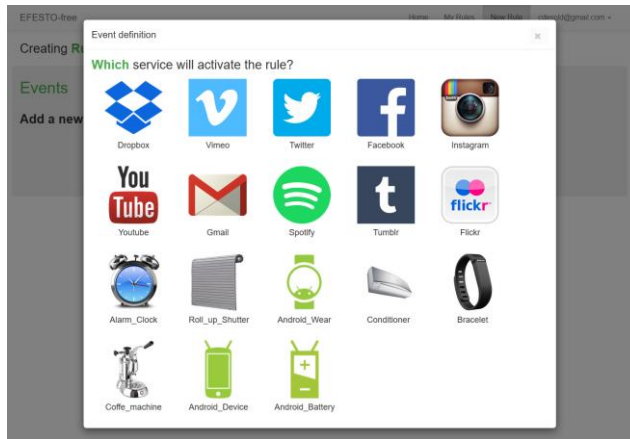 EFESTO-free
Home My Rules New Rule
Event definition ×
Creating Ru
Which service will activate the rule?
Events
Add a new
Dropbox Vimeo Twitter Facebook Instagram
You
Tube
flickr
Youtube Gmail Spotify Tumblr Flickr
Alarm_Clock Roll_up_Shutter Android_Wear Conditioner Bracelet
Coffe_machine Android_Device Android_Battery